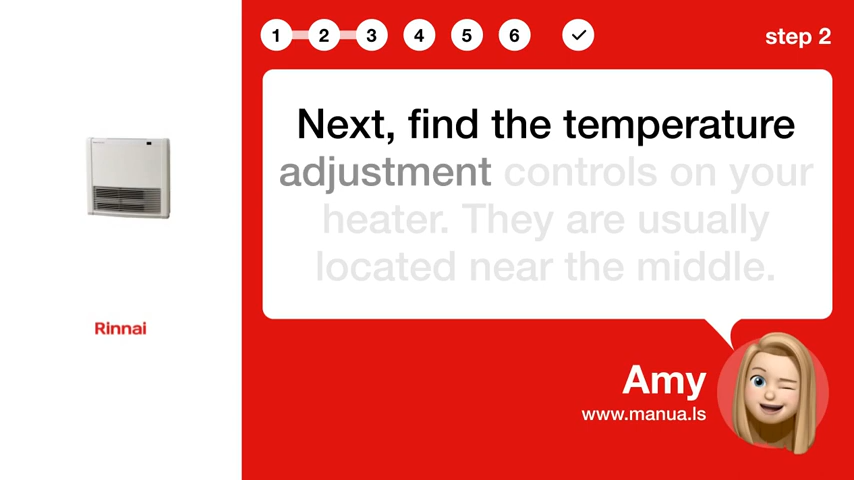 1 2 3 4 5 6
step 2
Next, find the temperature
adjustment controls on your
heater. They are usually
located near the middle.
Rinnai
Amy
www.manua.ls